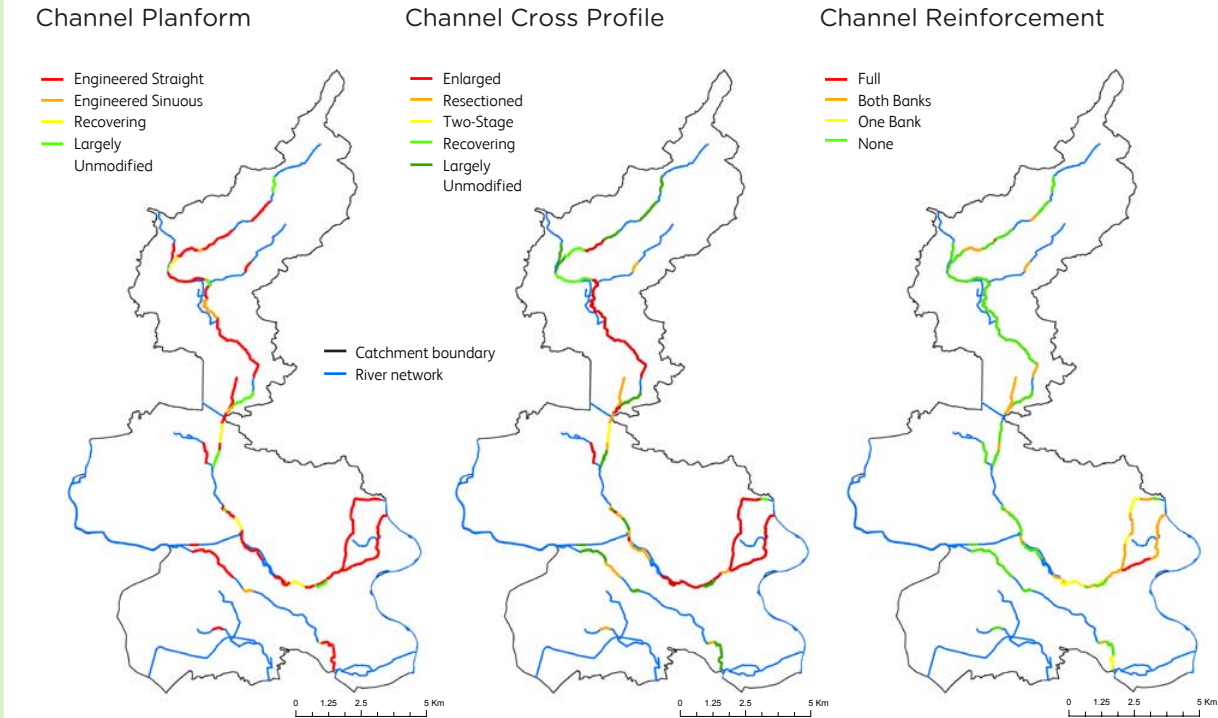 Channel Planform
Engineered Straight
Engineered Sinuous
Recovering
Largely
Unmodified
Channel Cross Profile
Enlarged
Resectioned
Two-Stage
Recovering
Largely
Unmodified
Channel Reinforcement
Full
Both Banks
One Bank
None
Catchment boundary
River network
0 1.25 2.5 5 Km
0 1.25 2.5 5 Km
0 1.25 2.5 5 Km